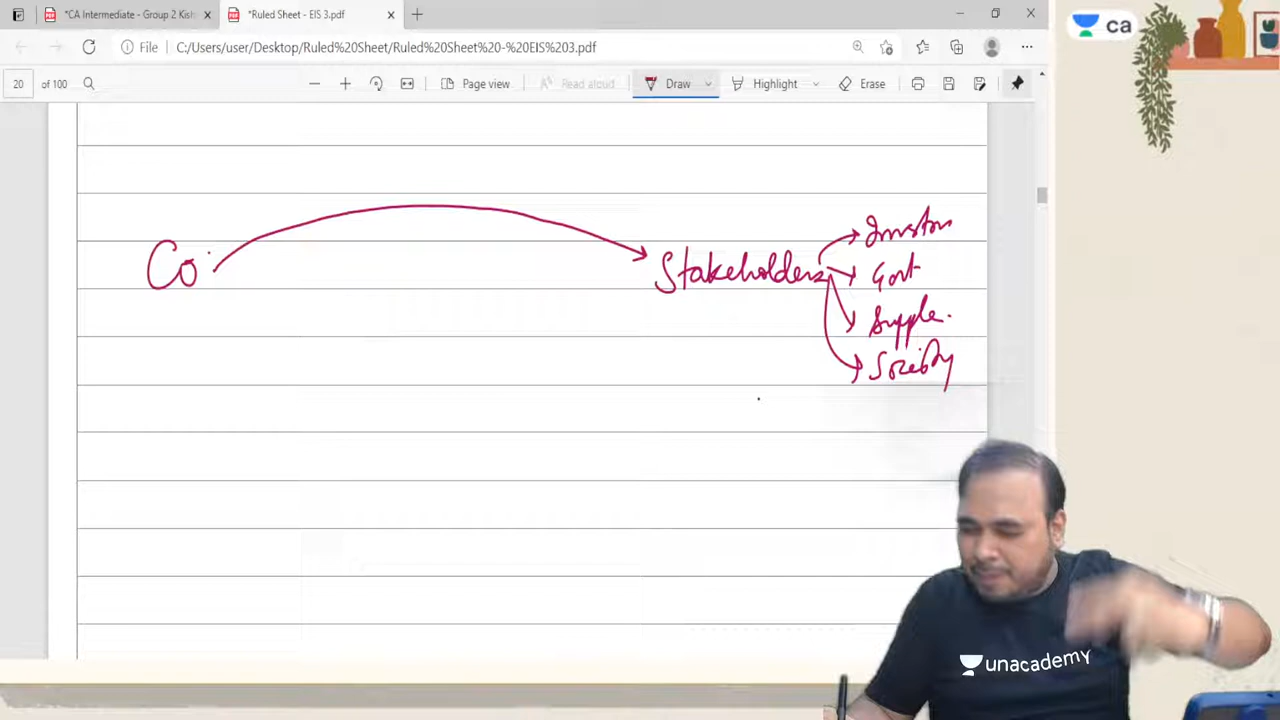 *CA Intermediate - Group 2 Kish
*Ruled Sheet - EIS 3.pdf
File
C:/Users/user/Desktop/Ruled%20Sheet/Ruled%20Sheet%20-%20EIS%203.pdf
ca
20 of 100
Page view
Read aloud
Draw
Highlight
Erase
Co.
Stakeholders
Investors
Govt
Supplie.
Society
unacademy